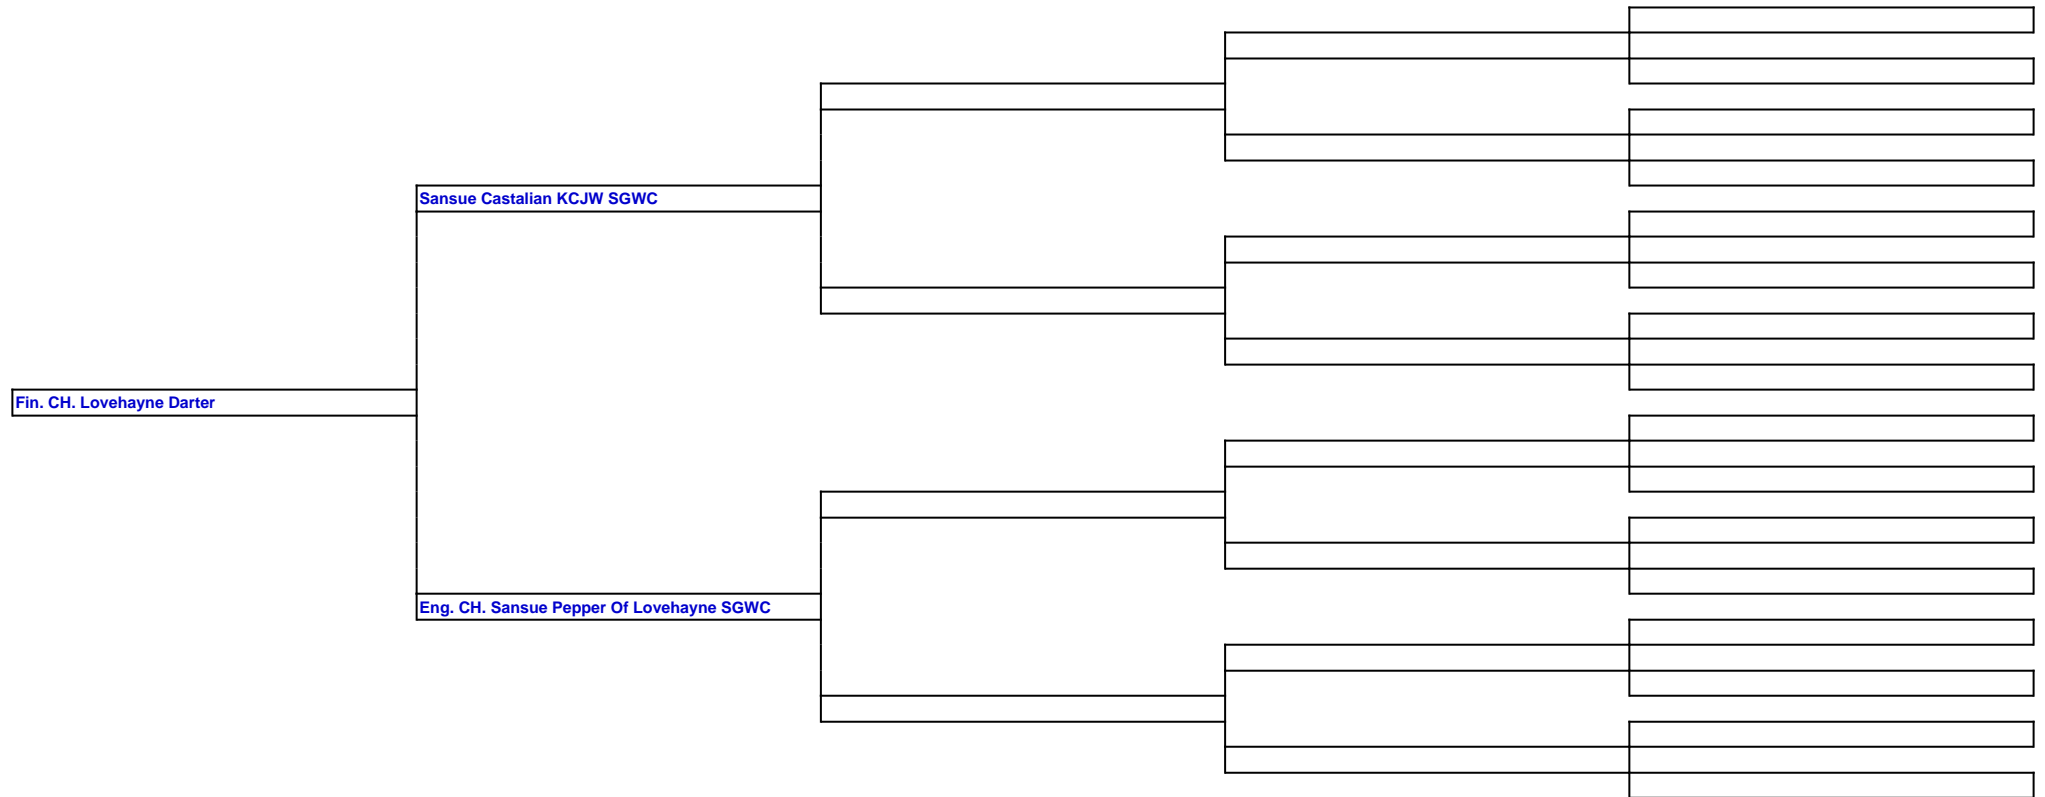 Sansue Castalian KCJW SGWC
Fin. CH. Lovehayne Darter
Eng. CH. Sansue Pepper Of Lovehayne SGWC